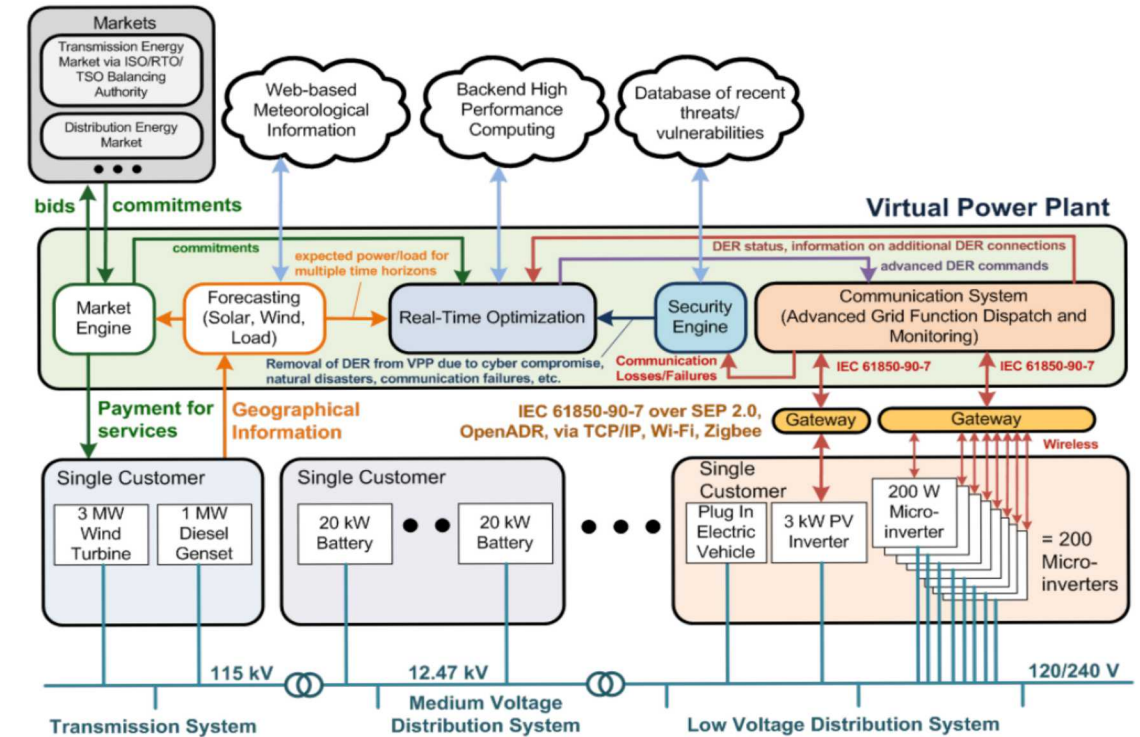 Markets
Transmission Energy
Market via ISO/RTO/
TSO Balancing
Authority
Distribution Energy
Market
Web-based
Meteorological
Information
Backend High
Performance
Computing
Database of recent
threats/
vulnerabilities
bids
commitments
Virtual Power Plant
commitments
expected power/load for
multiple time horizons
DER status, information on additional DER connections
advanced DER commands
Market
Engine
Forecasting
(Solar, Wind,
Load)
Real-Time Optimization
Security
Engine
Communication System
(Advanced Grid Function Dispatch and
Monitoring)
Removal of DER from VPP due to cyber compromise,
natural disasters, communication failures, etc.
Communication
Losses/Failures
IEC 61850-90-7
IEC 61850-90-7
Payment for
services
Geographical
Information
IEC 61850-90-7 over SEP 2.0,
OpenADR, via TCP/IP, Wi-Fi, Zigbee
Gateway
Gateway
Wireless
Single Customer
3 MW
Wind
Turbine
1 MW
Diesel
Genset
Single Customer
20 kW
Battery
20 kW
Battery
Single
Customer
Plug In
Electric
Vehicle
3 kW PV
Inverter
200 W
Micro-
inverter
= 200
Micro-
inverters
115 kV
12.47 kV
120/240 V
Transmission System
Medium Voltage
Distribution System
Low Voltage Distribution System